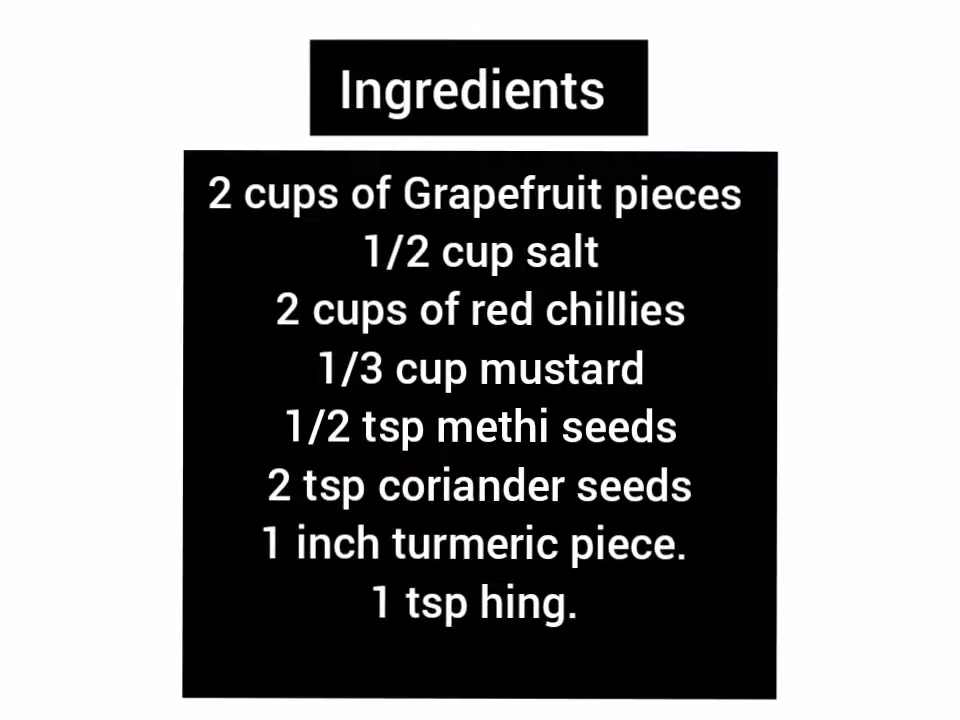 Ingredients
2 cups of Grapefruit pieces
1/2 cup salt
2 cups of red chillies
1/3 cup mustard
1/2 tsp methi seeds
2 tsp coriander seeds
1 inch turmeric piece.
1 tsp hing.